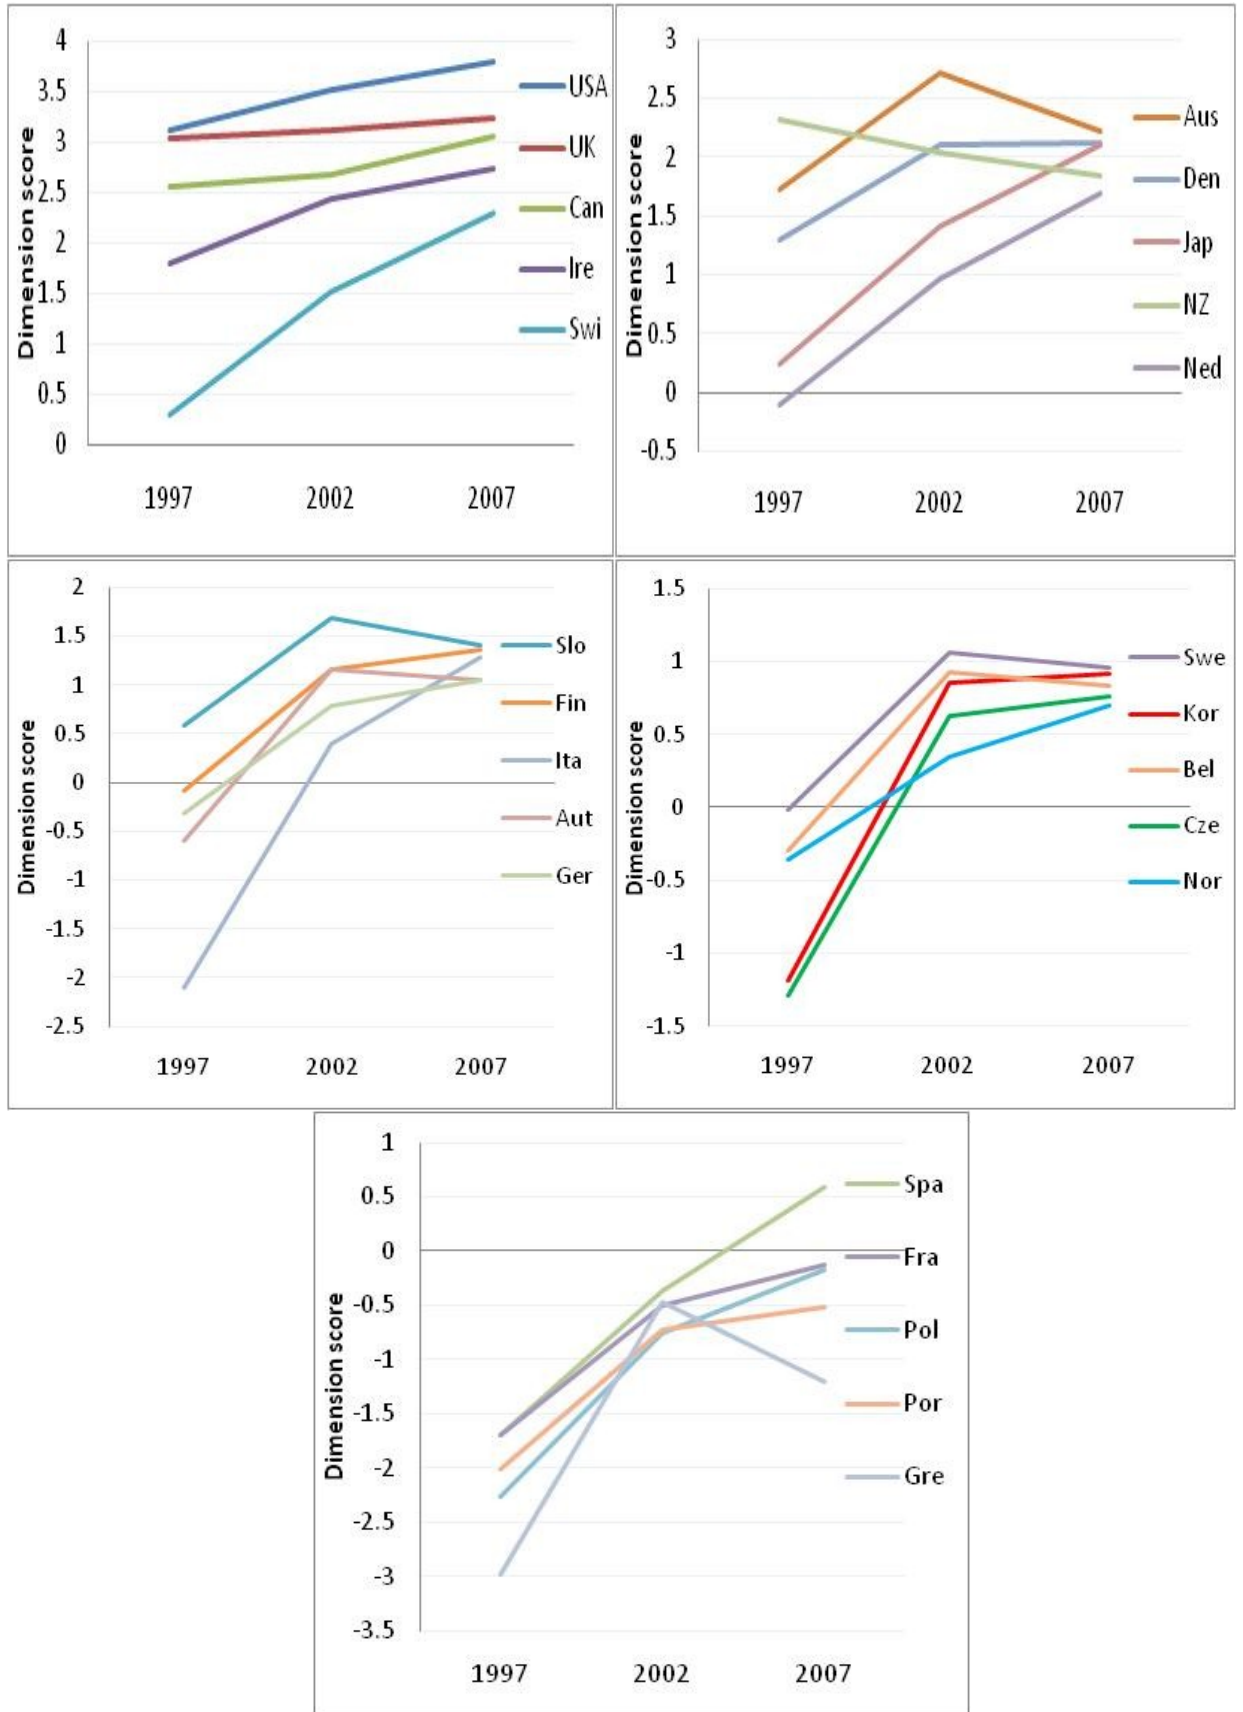 4
3.5
3
2.5
2
1.5
1
0.5
0
Dimension score
1997 2002 2007
USA
UK
Can
Ire
Swi
3
2.5
2
1.5
1
0.5
0
-0.5
Dimension score
1997 2002 2007
Aus
Den
Jap
NZ
Ned
2
1.5
1
0.5
0
-0.5
-1
-1.5
-2
-2.5
Dimension score
1997 2002 2007
Slo
Fin
Ita
Aut
Ger
1.5
1
0.5
0
-0.5
-1
-1.5
Dimension score
1997 2002 2007
Swe
Kor
Bel
Cze
Nor
1
0.5
0
-0.5
-1
-1.5
-2
-2.5
-3
-3.5
Dimension score
1997 2002 2007
Spa
Fra
Pol
Por
Gre